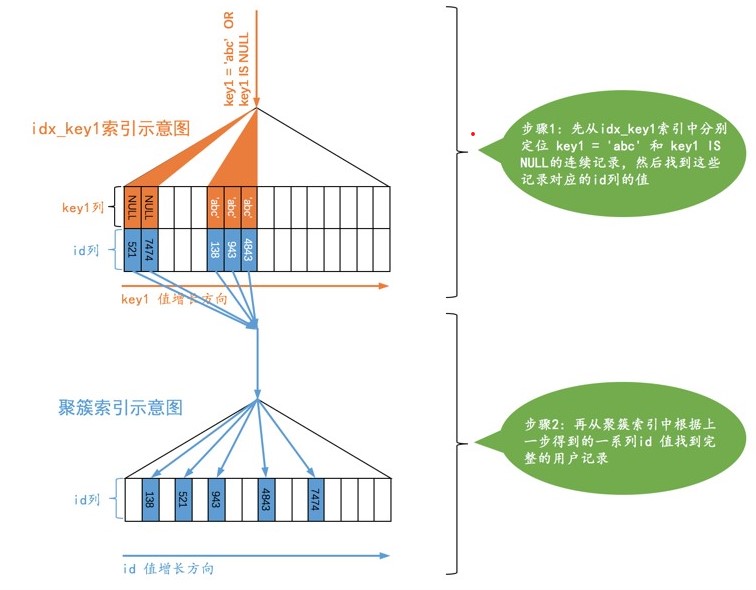 key1 = 'abc' OR
key1 IS NULL
idx_key1索引示意图
key1列
NULL
NULL
'abc'
'abc'
'abc'
id列
521
7474
138
943
4843
key1 值增长方向
步骤1：先从idx_key1索引中分别
定位 key1 = 'abc' 和 key1 IS
NULL的连续记录，然后找到这些
记录对应的id列的值
聚簇索引示意图
id列
138
521
943
4843
7474
id 值增长方向
步骤2：再从聚簇索引中根据上
一步得到的一系列id 值找到完
整的用户记录